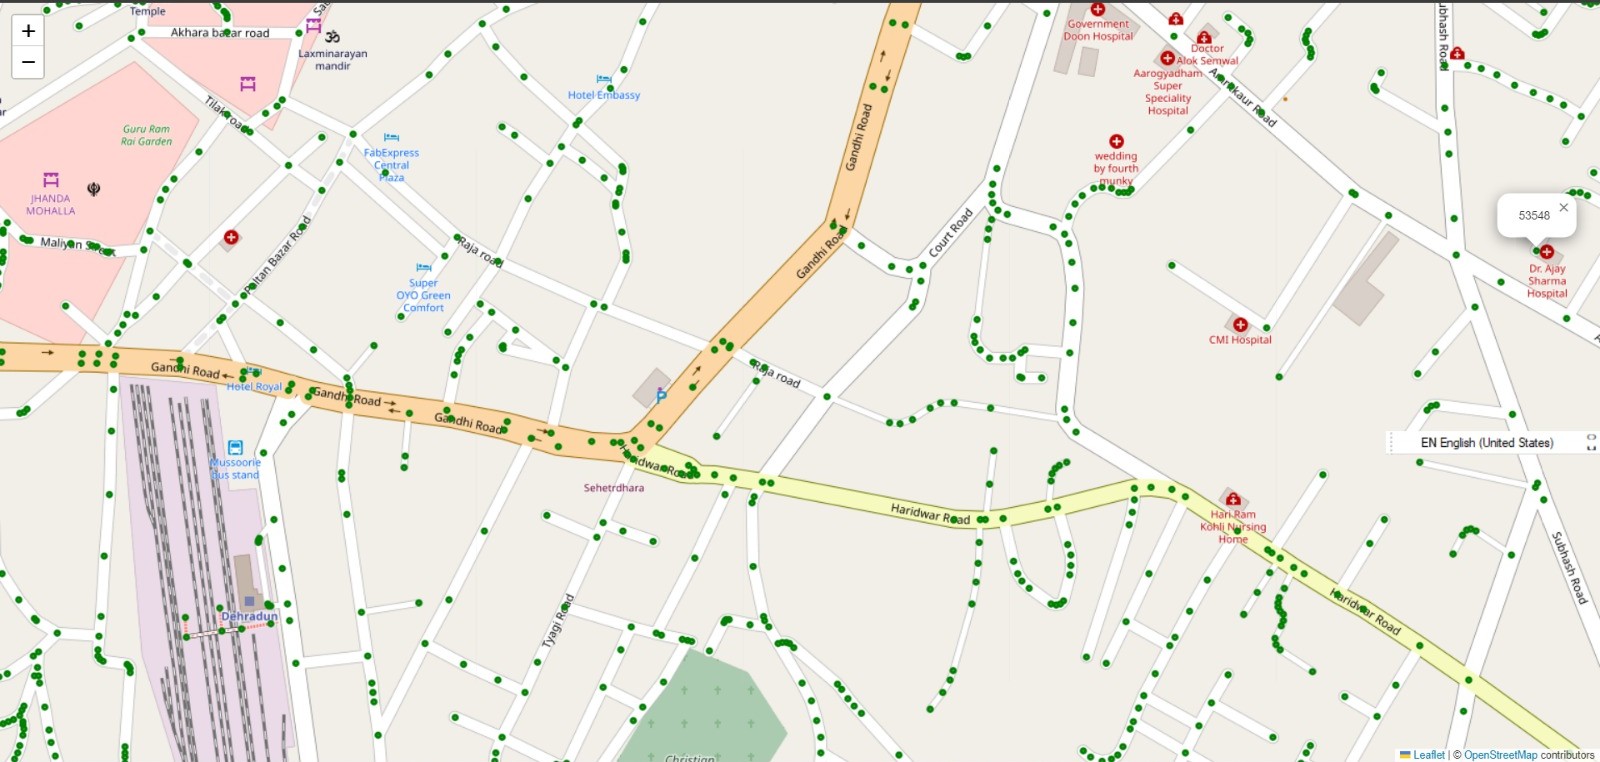 Temple
Akhara bazar road
Laxminarayan
mandir
+
−
Tilak road
Guru Ram
Rai Garden
JHANDA
MOHALLA
Maliyan Street
Paltan Bazar Road
FabExpress
Central
Plaza
Hotel Embassy
Raja road
Super
OYO Green
Comfort
Gandhi Road
Gandhi Road
Court Road
Government
Doon Hospital
Doctor
Alok Semwal
Aarogyadham
Super
Speciality
Hospital
Amritkaur Road
wedding
by fourth
munky
Subhash Road
53548
×
Dr. Ajay
Sharma
Hospital
CMI Hospital
Gandhi Road
Hotel Royal
Gandhi Road
Gandhi Road
Raja road
P
Mussoorie
bus stand
Haridwar Road
Sehetrdhara
Haridwar Road
EN English (United States)
Hari Ram
Kohli Nursing
Home
Subhash Road
Haridwar Road
Dehradun
Tyagi Road
Christian
Leaflet | © OpenStreetMap contributors